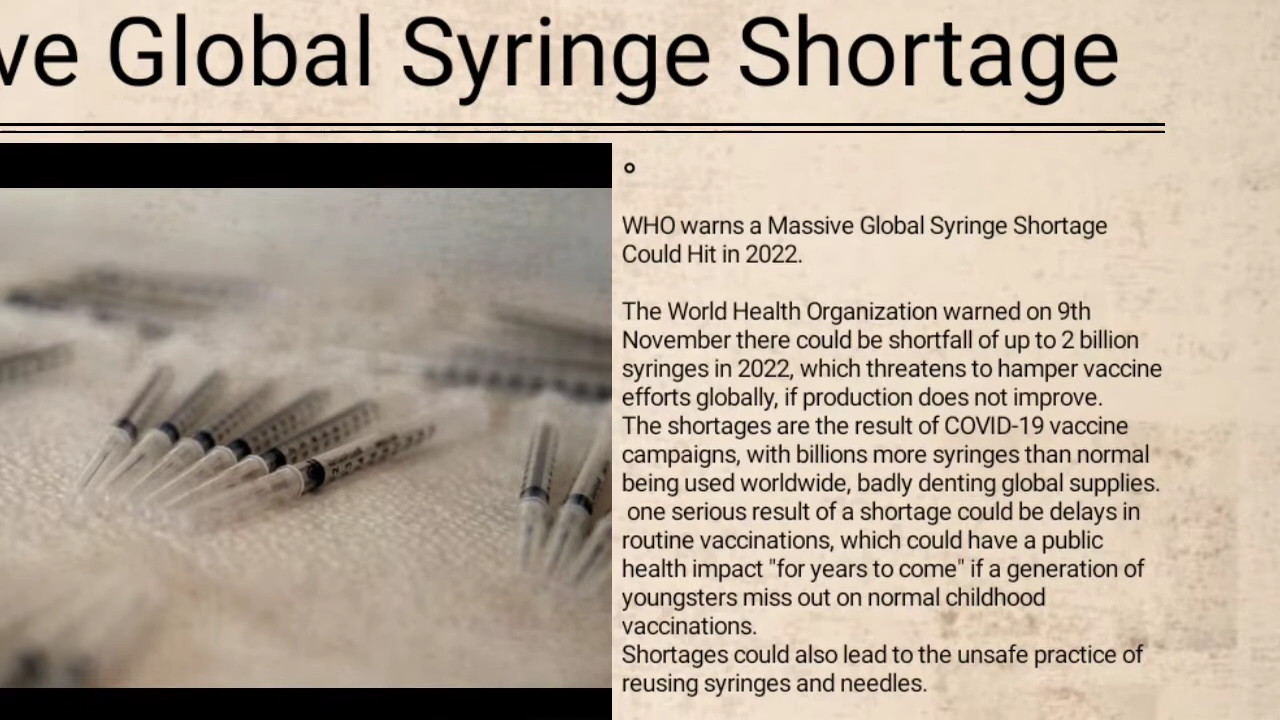 ve Global Syringe Shortage
WHO warns a Massive Global Syringe Shortage
Could Hit in 2022.
The World Health Organization warned on 9th
November there could be shortfall of up to 2 billion
syringes in 2022, which threatens to hamper vaccine
efforts globally, if production does not improve.
The shortages are the result of COVID-19 vaccine
campaigns, with billions more syringes than normal
being used worldwide, badly denting global supplies.
one serious result of a shortage could be delays in
routine vaccinations, which could have a public
health impact "for years to come" if a generation of
youngsters miss out on normal childhood
vaccinations.
Shortages could also lead to the unsafe practice of
reusing syringes and needles.